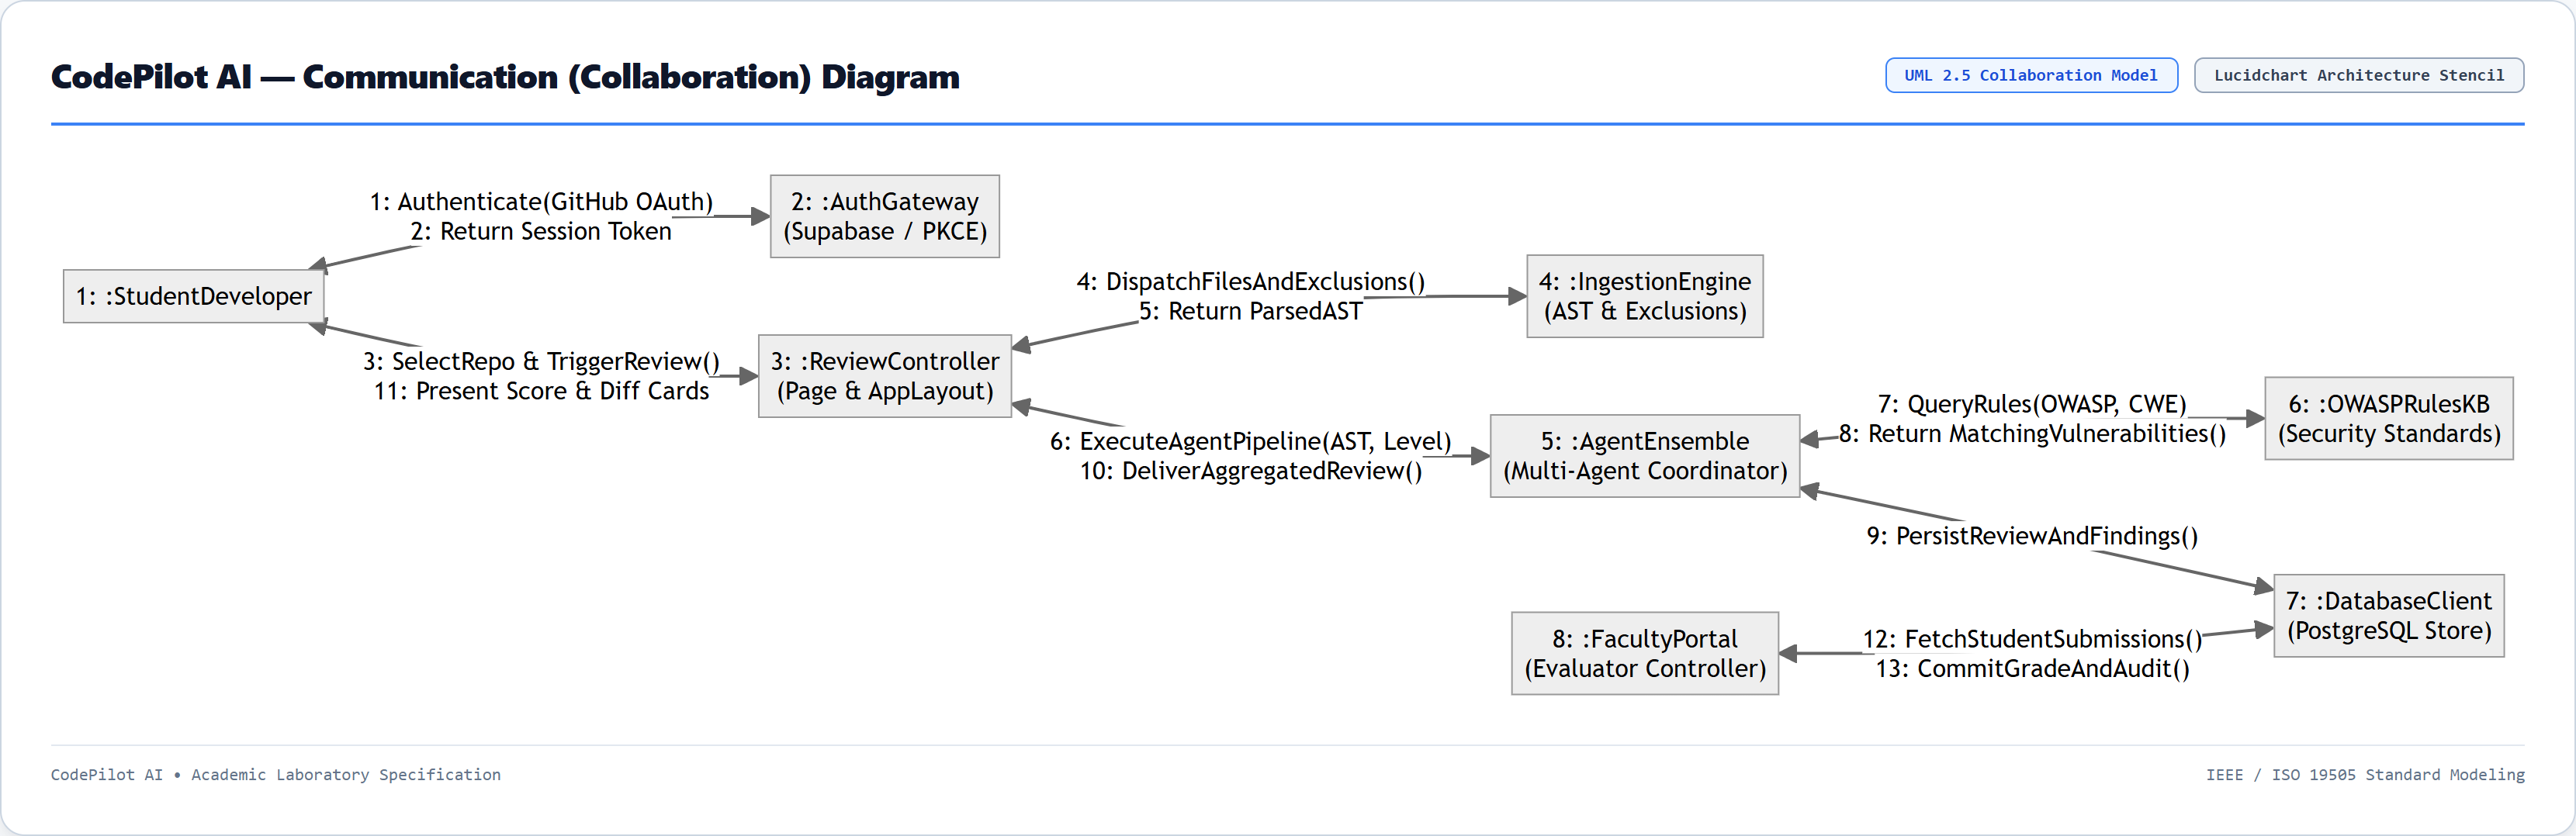 CodePilot AI — Communication (Collaboration) Diagram
UML 2.5 Collaboration Model
Lucidchart Architecture Stencil
1: Authenticate(GitHub OAuth)
2: Return Session Token
2: :AuthGateway
(Supabase / PKCE)
1: :StudentDeveloper
4: DispatchFilesAndExclusions()
5: Return ParsedAST
4: :IngestionEngine
(AST & Exclusions)
3: SelectRepo & TriggerReview()
11: Present Score & Diff Cards
3: :ReviewController
(Page & AppLayout)
6: ExecuteAgentPipeline(AST, Level)
10: DeliverAggregatedReview()
5: :AgentEnsemble
(Multi-Agent Coordinator)
7: QueryRules(OWASP, CWE)
8: Return MatchingVulnerabilities()
6: :OWASPRulesKB
(Security Standards)
9: PersistReviewAndFindings()
7: :DatabaseClient
(PostgreSQL Store)
8: :FacultyPortal
(Evaluator Controller)
12: FetchStudentSubmissions()
13: CommitGradeAndAudit()
CodePilot AI • Academic Laboratory Specification
IEEE / ISO 19505 Standard Modeling